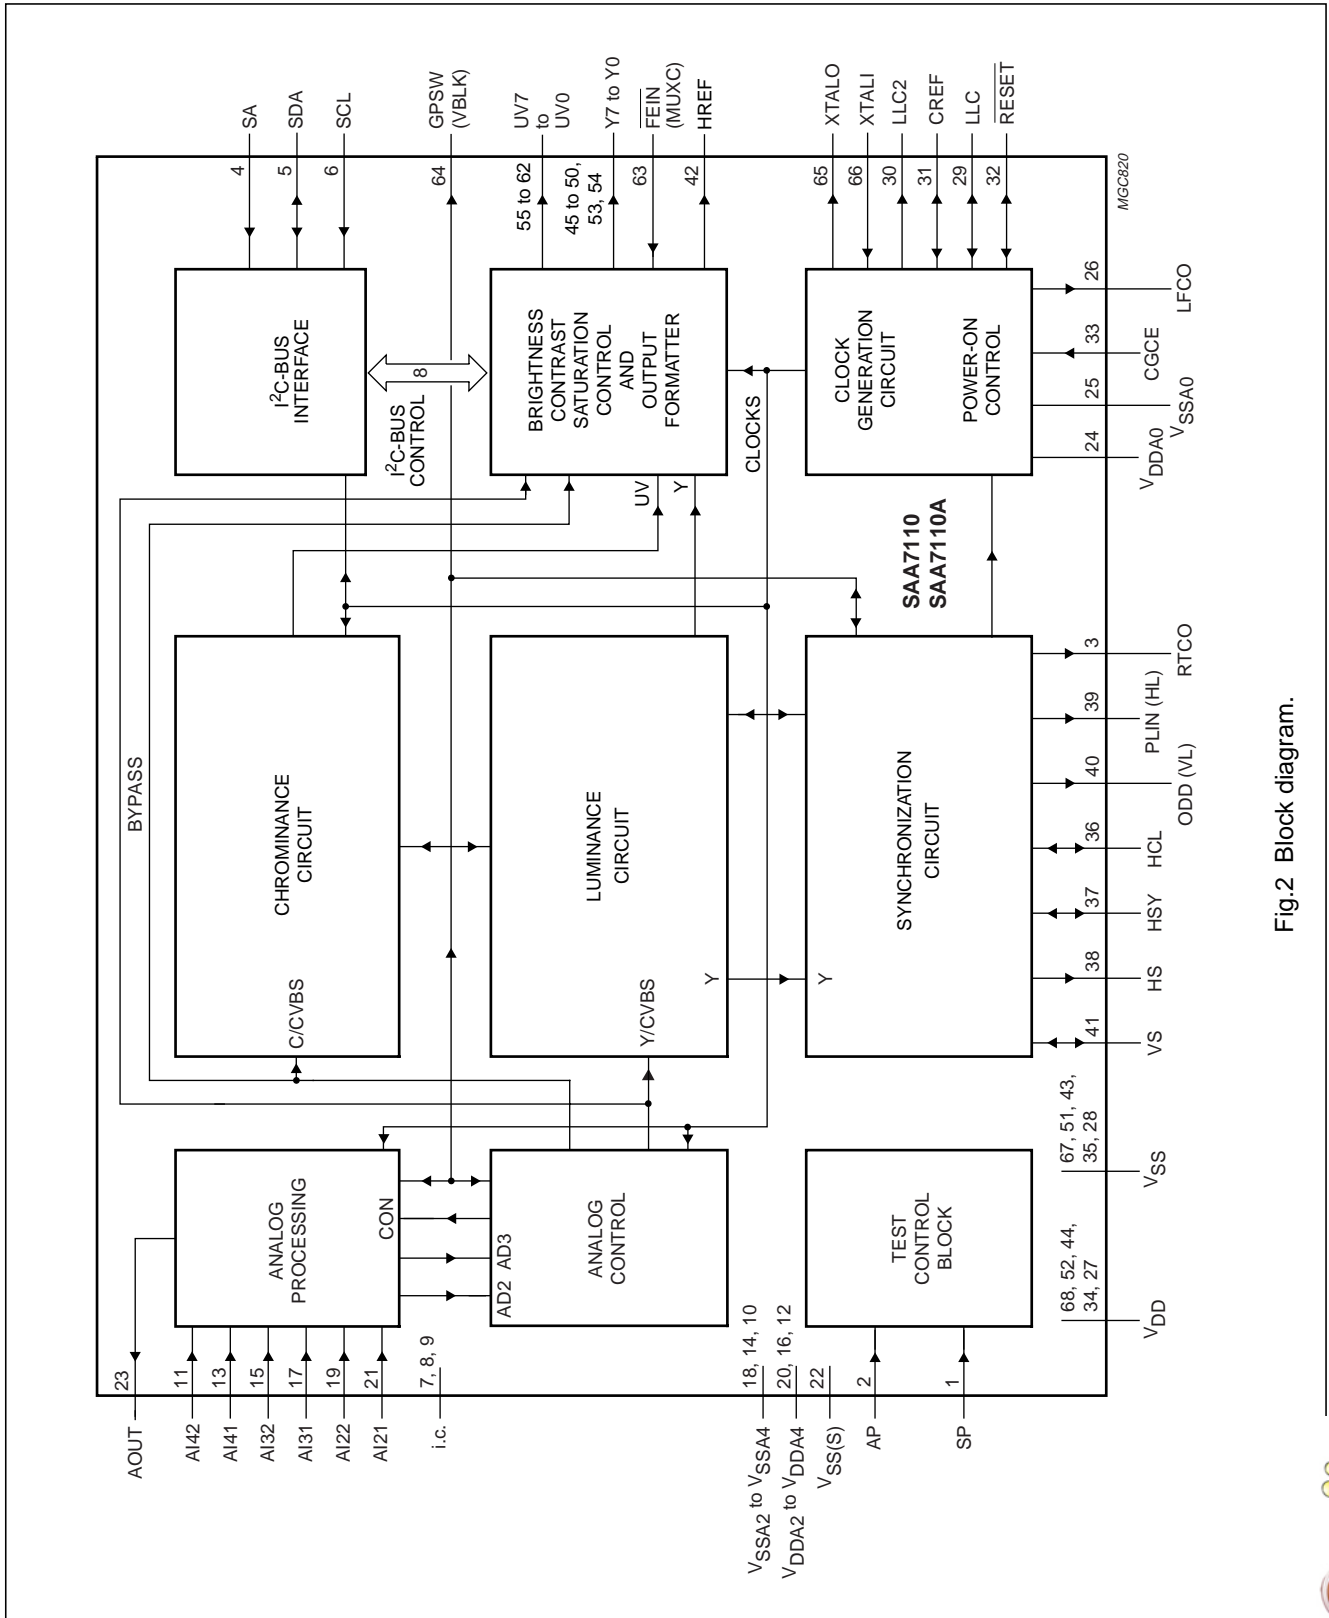 BYPASS
AOUT
23
AI42
11
AI41
13
AI32
15
AI31
17
AI22
19
AI21
21
i.c.
7, 8, 9
VSSA2 to VSSA4
18, 14, 10
VDDA2 to VDDA4
20, 16, 12
VSS(S)
22
AP
2
SP
1
ANALOG
PROCESSING
CON
AD2 AD3
ANALOG
CONTROL
TEST
CONTROL
BLOCK
C/CVBS
CHROMINANCE
CIRCUIT
Y/CVBS
Y
LUMINANCE
CIRCUIT
Y
SYNCHRONIZATION
CIRCUIT
I2C-BUS
INTERFACE
I2C-BUS
CONTROL
8
UV
Y
BRIGHTNESS
CONTRAST
SATURATION
CONTROL
AND
OUTPUT
FORMATTER
CLOCKS
CLOCK
GENERATION
CIRCUIT
POWER-ON
CONTROL
SAA7110
SAA7110A
4
SA
5
SDA
6
SCL
64
GPSW
(VBLK)
55 to 62
UV7
to
UV0
45 to 50,
53, 54
Y7 to Y0
63
FEIN
(MUXC)
42
HREF
65
XTALO
66
XTALI
30
LLC2
31
CREF
29
LLC
32
RESET
MGC820
68, 52, 44,
34, 27
VDD
67, 51, 43,
35, 28
VSS
41
VS
38
HS
37
HSY
36
HCL
40
ODD (VL)
39
PLIN (HL)
3
RTCO
24
VDDA0
25
VSSA0
33
CGCE
26
LFCO
Fig.2 Block diagram.